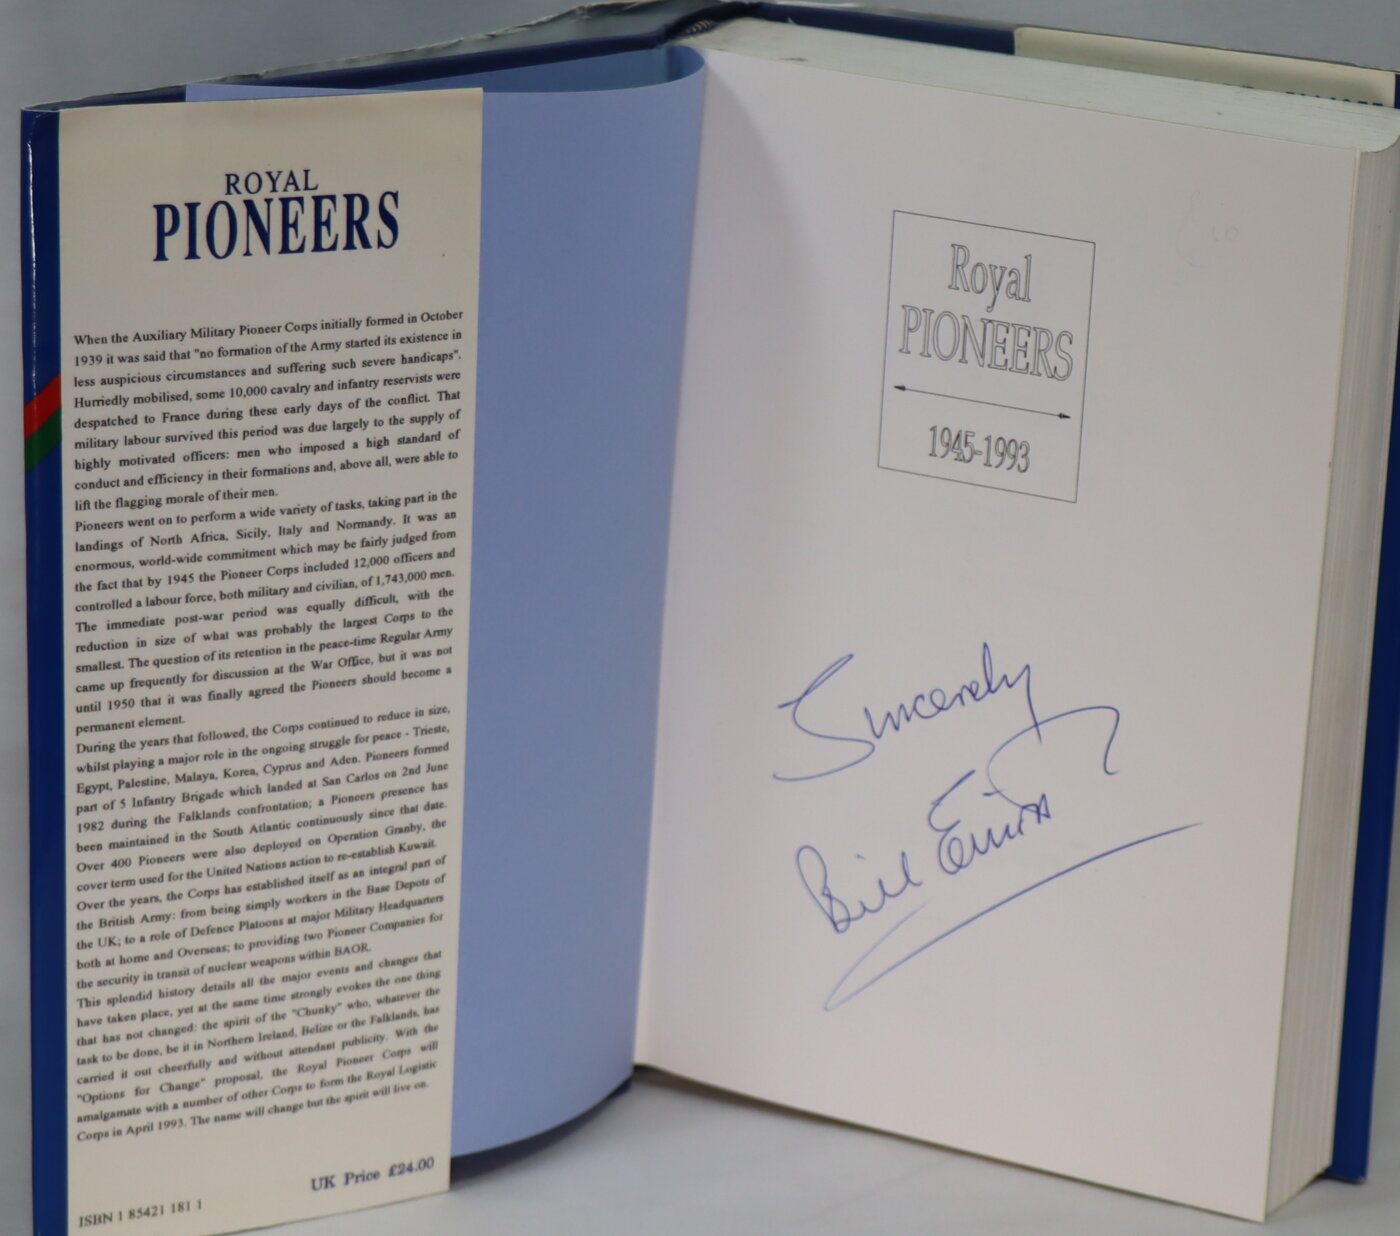 ROYAL
PIONEERS
When the Auxiliary Military Pioneer Corps initially formed in October
1939 it was said that "no formation of the Army started its existence in
less auspicious circumstances and suffering such severe handicaps".
Hurriedly mobilised, some 10,000 cavalry and infantry reservists were
despatched to France during these early days of the conflict. That
military labour survived this period was due largely to the supply of
highly motivated officers: men who imposed a high standard of
conduct and efficiency in their formations and, above all, were able to
lift the flagging morale of their men.
Pioneers went on to perform a wide variety of tasks, taking part in the
landings of North Africa, Sicily, Italy and Normandy. It was an
enormous, world-wide commitment which may be fairly judged from
the fact that by 1945 the Pioneer Corps included 12,000 officers and
controlled a labour force, both military and civilian, of 1,743,000 men.
The immediate post-war period was equally difficult, with the
reduction in size of what was probably the largest Corps to the
smallest. The question of its retention in the peace-time Regular Army
came up frequently for discussion at the War Office, but it was not
until 1950 that it was finally agreed the Pioneers should become a
permanent element.
During the years that followed, the Corps continued to reduce in size,
whilst playing a major role in the ongoing struggle for peace - Trieste,
Egypt, Palestine, Malaya, Korea, Cyprus and Aden. Pioneers formed
part of 5 Infantry Brigade which landed at San Carlos on 2nd June
1982 during the Falklands confrontation; a Pioneers presence has
been maintained in the South Atlantic continuously since that date.
Over 400 Pioneers were also deployed on Operation Granby, the
cover term used for the United Nations action to re-establish Kuwait.
Over the years, the Corps has established itself as an integral part of
the British Army: from being simply workers in the Base Depots of
the UK; to a role of Defence Platoons at major Military Headquarters
both at home and Overseas; to providing two Pioneer Companies for
the security in transit of nuclear weapons within BAOR.
This splendid history details all the major events and changes that
have taken place, yet at the same time strongly evokes the one thing
that has not changed: the spirit of the "Chunky" who, whatever the
task to be done, be it in Northern Ireland, Belize or the Falklands, has
carried it out cheerfully and without attendant publicity. With the
"Options for Change" proposal, the Royal Pioneer Corps will
amalgamate with a number of other Corps to form the Royal Logistic
Corps in April 1993. The name will change but the spirit will live on.
UK Price £24.00
ISBN 1 85421 181 1
Royal
PIONEERS
1945-1993
Sincerely
Bill